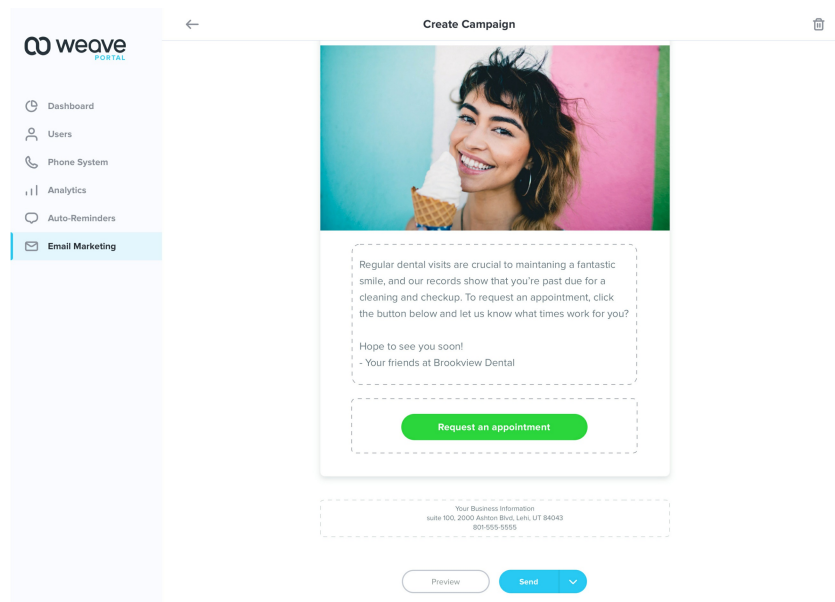 Create Campaign
weave
PORTAL
Dashboard
Users
Phone System
Analytics
Auto-Reminders
Email Marketing
Regular dental visits are crucial to maintaning a fantastic
smile, and our records show that you're past due for a
cleaning and checkup. To request an appointment, click
the button below and let us know what times work for you?
Hope to see you soon!
- Your friends at Brookview Dental
Request an appointment
Your Business Information
suite 100, 2000 Ashton Blvd, Lehi, UT 84043
801-555-5555
Preview
Send